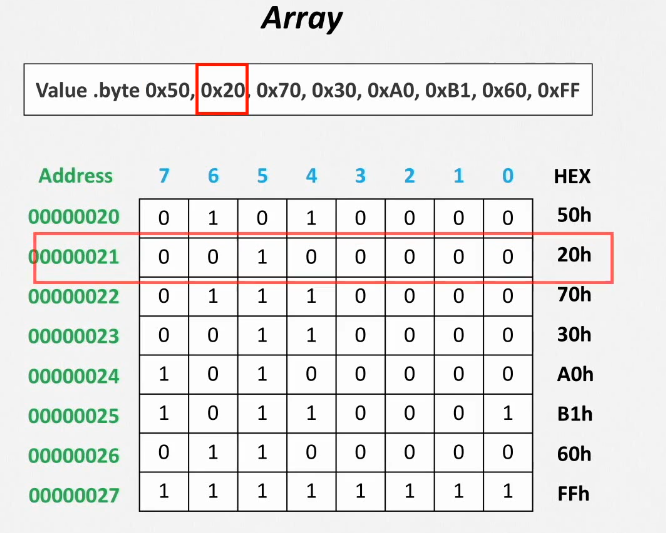 Array
Value .byte 0x50, 0x20, 0x70, 0x30, 0xA0, 0xB1, 0x60, 0xFF
Address 7 6 5 4 3 2 1 0 HEX
00000020 0 1 0 1 0 0 0 0 50h
00000021 0 0 1 0 0 0 0 0 20h
00000022 0 1 1 1 0 0 0 0 70h
00000023 0 0 1 1 0 0 0 0 30h
00000024 1 0 1 0 0 0 0 0 A0h
00000025 1 0 1 1 0 0 0 1 B1h
00000026 0 1 1 0 0 0 0 0 60h
00000027 1 1 1 1 1 1 1 1 FFh